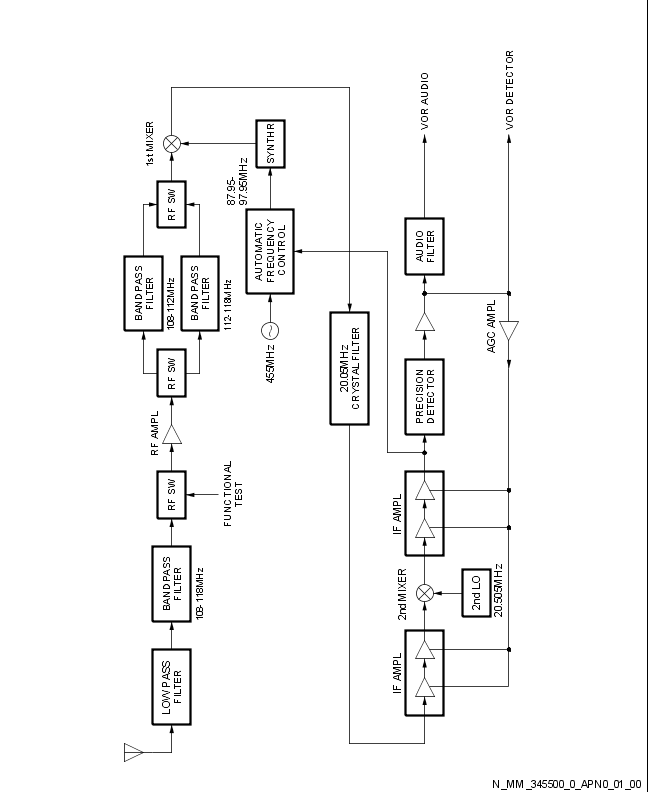 LOW PASS
FILTER
BAND PASS
FILTER
108-118MHz
RF SW
FUNCTIONAL
TEST
RF AMPL
RF SW
BAND PASS
FILTER
108-112MHz
BAND PASS
FILTER
112-118MHz
RF SW
1st MIXER
SYNTHR
87.95-
97.95MHz
AUTOMATIC
FREQUENCY
CONTROL
455MHz
20.05MHz
CRYSTAL FILTER
IF AMPL
2nd MIXER
2nd LO
20.505MHz
IF AMPL
PRECISION
DETECTOR
AUDIO
FILTER
AGC AMPL
VOR AUDIO
VOR DETECTOR
N_MM_345500_0_APN0_01_00